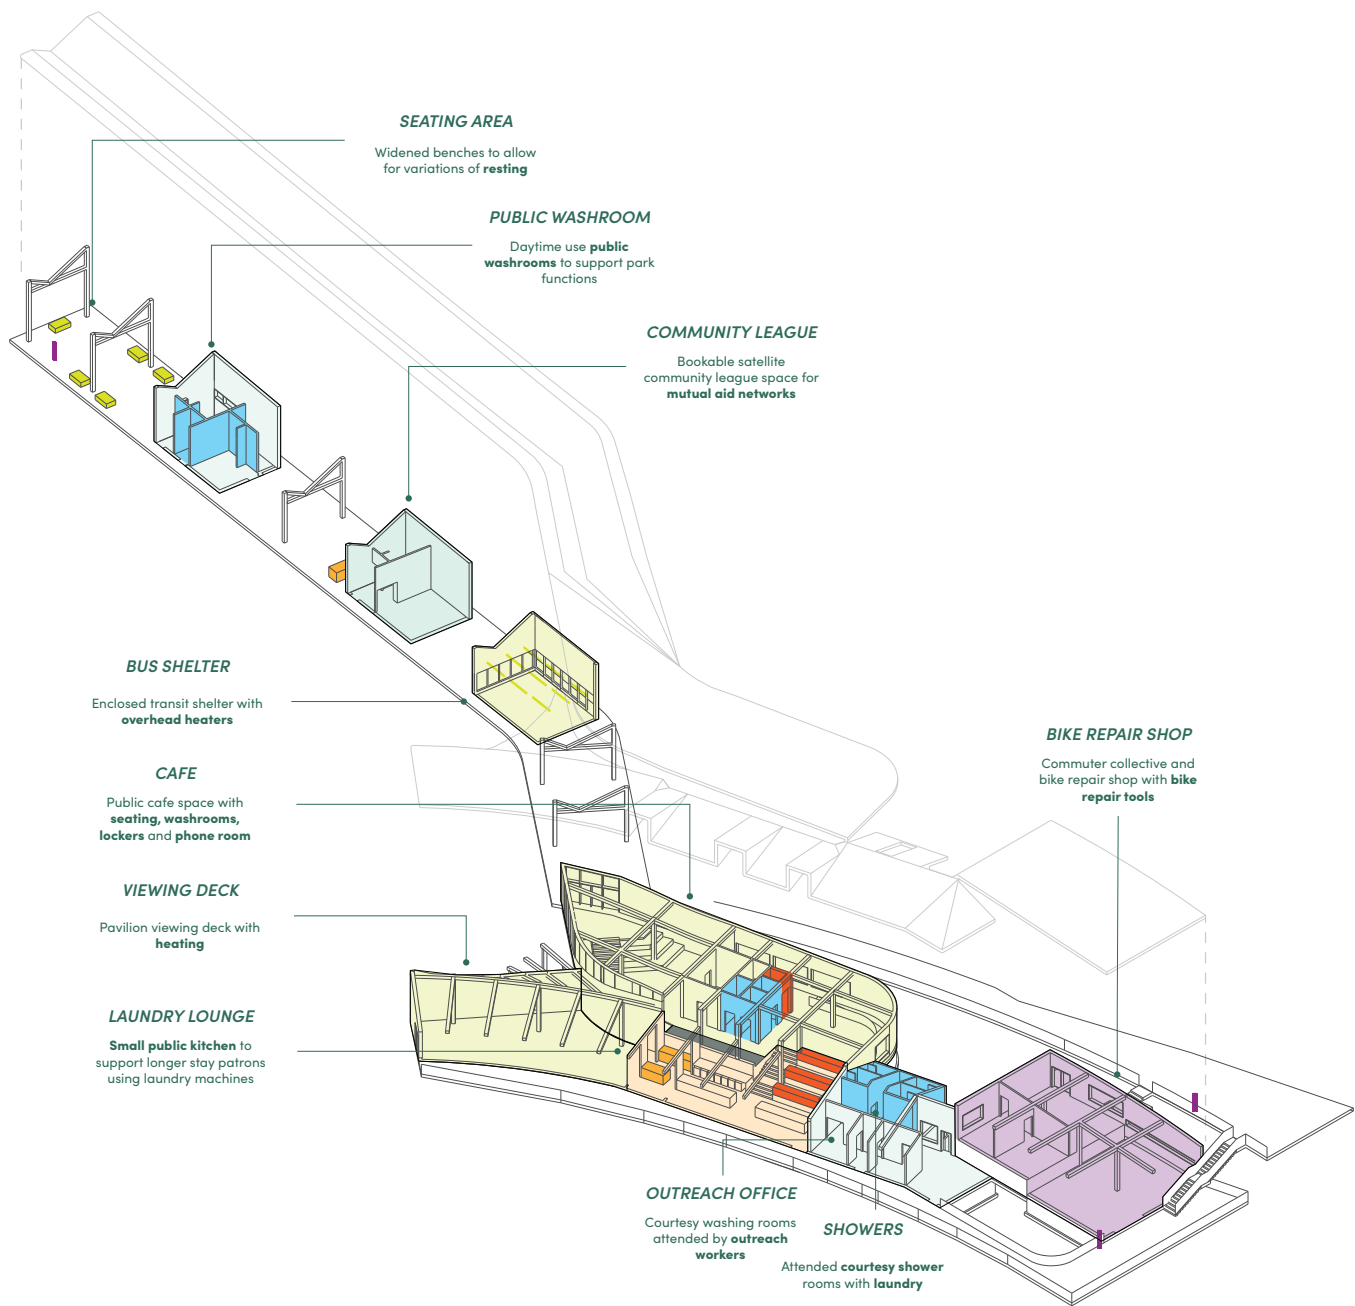 SEATING AREA
Widened benches to allow
for variations of resting
PUBLIC WASHROOM
Daytime use public
washrooms to support park
functions
COMMUNITY LEAGUE
Bookable satellite
community league space for
mutual aid networks
BUS SHELTER
Enclosed transit shelter with
overhead heaters
CAFE
Public cafe space with
seating, washrooms,
lockers and phone room
VIEWING DECK
Pavilion viewing deck with
heating
LAUNDRY LOUNGE
Small public kitchen to
support longer stay patrons
using laundry machines
BIKE REPAIR SHOP
Commuter collective and
bike repair shop with bike
repair tools
OUTREACH OFFICE
Courtesy washing rooms
attended by outreach
workers
SHOWERS
Attended courtesy shower
rooms with laundry